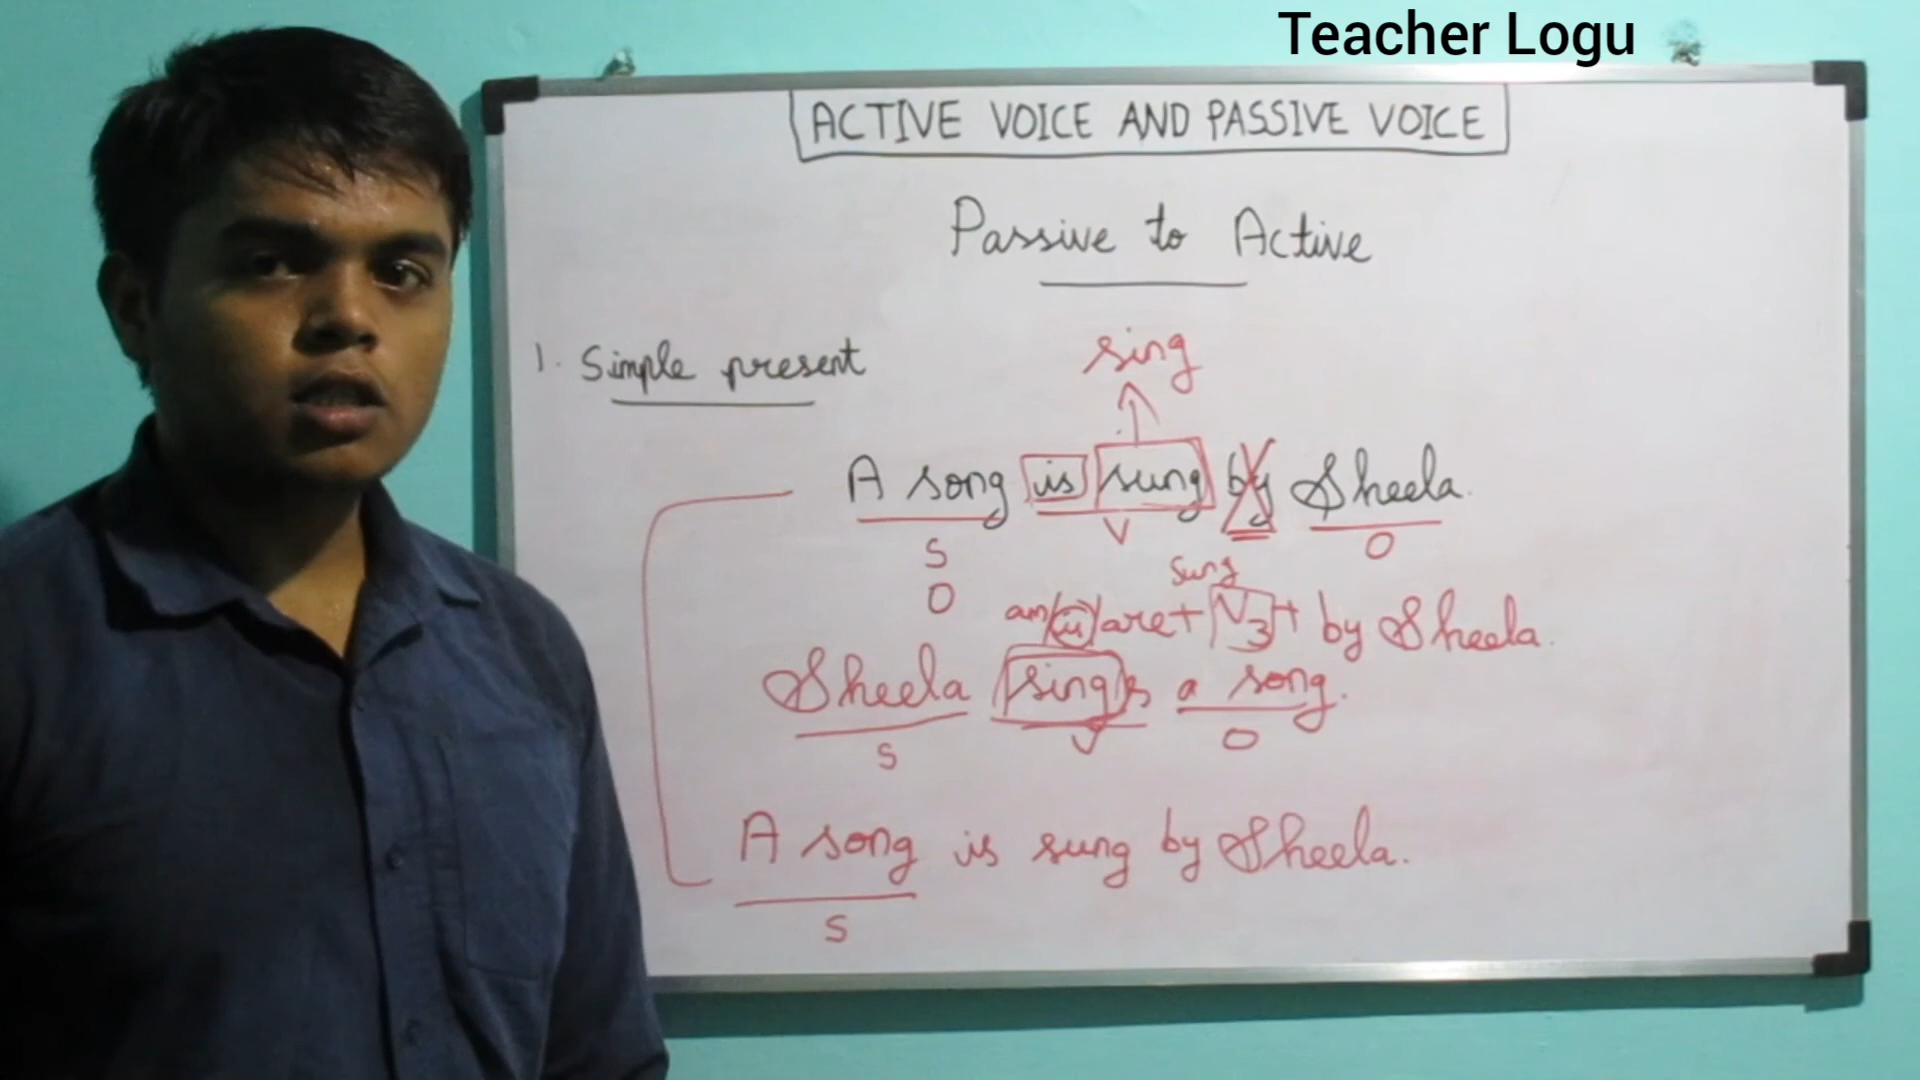 Teacher Logu
ACTIVE VOICE AND PASSIVE VOICE
Passive to Active
1. Simple present
sing
A song is sung by Sheela.
S V O
O
sung
am/is/are + V3 + by Sheela.
Sheela sings a song.
S V O
A song is sung by Sheela.
S